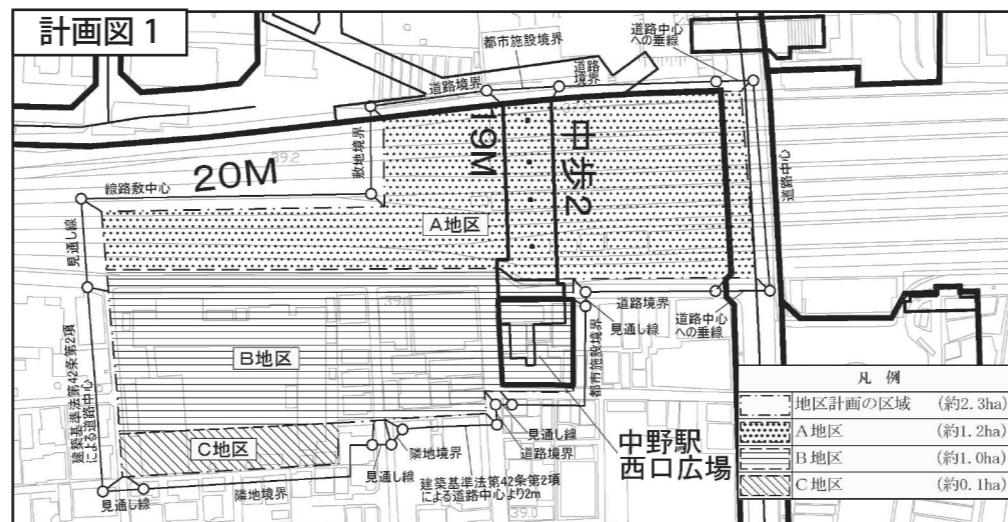 計画図1
都市施設境界
道路中心
への垂線
道路境界
道路
境界
敷地境界
19M
中歩2
39.2
20M
線路敷中心
道路中心
A地区
見通し線
道路境界
見通し線
道路中心
への垂線
都市施設境界
B地区
建築基準法第42条第2項
による道路中心
凡例
地区計画の区域 (約2.3ha)
A地区 (約1.2ha)
B地区 (約1.0ha)
C地区 (約0.1ha)
C地区
見通し線
道路境界
隣地境界
見通し線
中野駅
西口広場
建築基準法第42条第2項
による道路中心より2m
隣地境界
見通し線
39.0